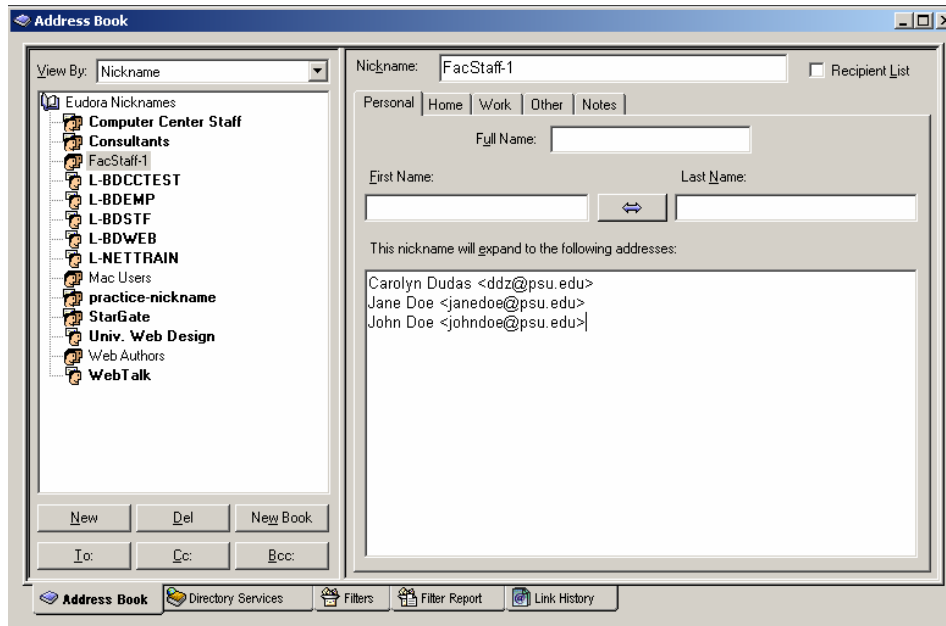 Address Book
View By: Nickname
Eudora Nicknames
Computer Center Staff
Consultants
FacStaff-1
L-BDCCTEST
L-BDEMP
L-BDSTF
L-BDWEB
L-NETTRAIN
Mac Users
practice-nickname
StarGate
Univ. Web Design
Web Authors
WebTalk
New Del New Book
To: Cc: Bcc:
Nickname: FacStaff-1 Recipient List
Personal Home Work Other Notes
Full Name:
First Name: Last Name:
This nickname will expand to the following addresses:
Carolyn Dudas <ddz@psu.edu>
Jane Doe <janedoe@psu.edu>
John Doe <johndoe@psu.edu>
Address Book Directory Services Filters Filter Report Link History